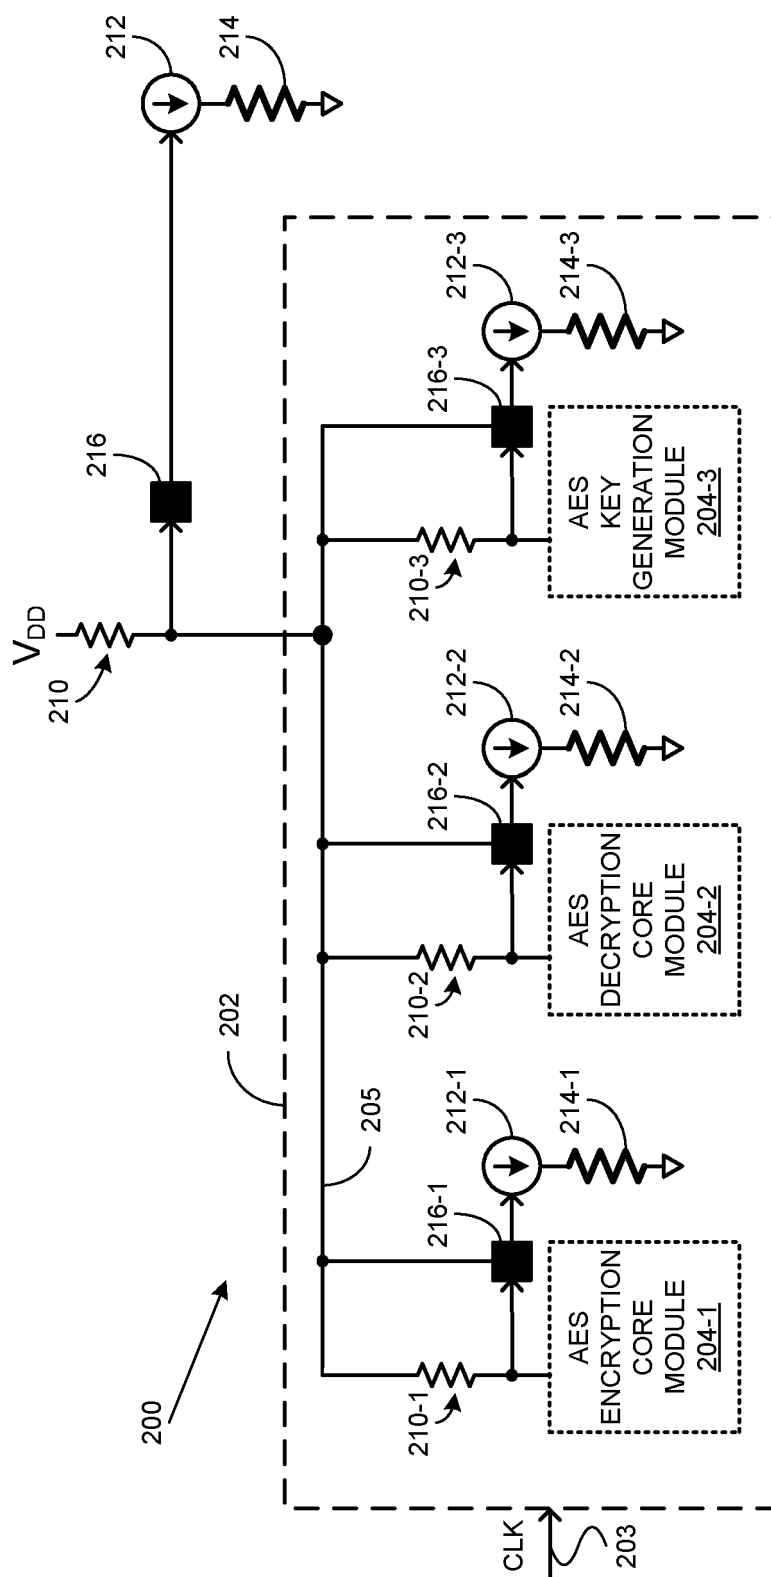 200
202
205
V_DD
210
216
212
214
CLK
203
210-1
216-1
212-1
214-1
AES
ENCRYPTION
CORE
MODULE
204-1
210-2
216-2
212-2
214-2
AES
DECRYPTION
CORE
MODULE
204-2
210-3
216-3
212-3
214-3
AES
KEY
GENERATION
MODULE
204-3